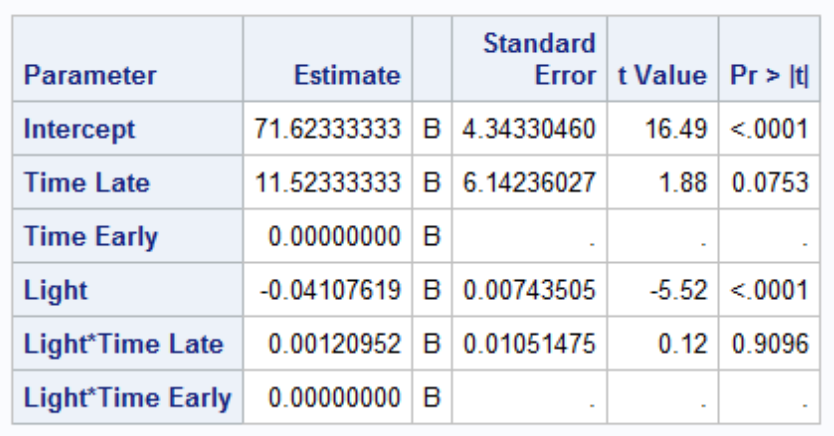 Parameter Estimate Standard Error t Value Pr > |t|
Intercept 71.62333333 B 4.34330460 16.49 <.0001
Time Late 11.52333333 B 6.14236027 1.88 0.0753
Time Early 0.00000000 B . . .
Light -0.04107619 B 0.00743505 -5.52 <.0001
Light*Time Late 0.00120952 B 0.01051475 0.12 0.9096
Light*Time Early 0.00000000 B . . .